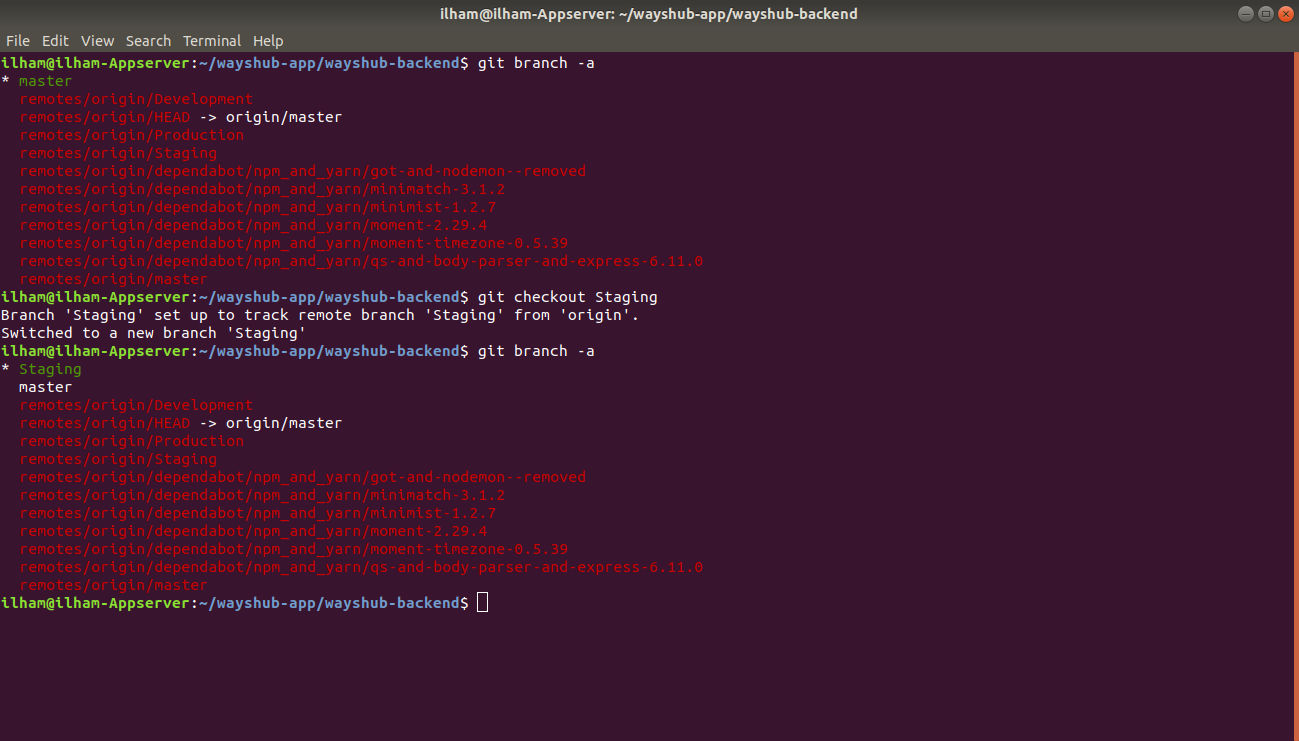 ilham@ilham-Appserver: ~/wayshub-app/wayshub-backend
File Edit View Search Terminal Help
ilham@ilham-Appserver:~/wayshub-app/wayshub-backend$ git branch -a
* master
  remotes/origin/Development
  remotes/origin/HEAD -> origin/master
  remotes/origin/Production
  remotes/origin/Staging
  remotes/origin/dependabot/npm_and_yarn/got-and-nodemon--removed
  remotes/origin/dependabot/npm_and_yarn/minimatch-3.1.2
  remotes/origin/dependabot/npm_and_yarn/minimist-1.2.7
  remotes/origin/dependabot/npm_and_yarn/moment-2.29.4
  remotes/origin/dependabot/npm_and_yarn/moment-timezone-0.5.39
  remotes/origin/dependabot/npm_and_yarn/qs-and-body-parser-and-express-6.11.0
  remotes/origin/master
ilham@ilham-Appserver:~/wayshub-app/wayshub-backend$ git checkout Staging
Branch 'Staging' set up to track remote branch 'Staging' from 'origin'.
Switched to a new branch 'Staging'
ilham@ilham-Appserver:~/wayshub-app/wayshub-backend$ git branch -a
* Staging
  master
  remotes/origin/Development
  remotes/origin/HEAD -> origin/master
  remotes/origin/Production
  remotes/origin/Staging
  remotes/origin/dependabot/npm_and_yarn/got-and-nodemon--removed
  remotes/origin/dependabot/npm_and_yarn/minimatch-3.1.2
  remotes/origin/dependabot/npm_and_yarn/minimist-1.2.7
  remotes/origin/dependabot/npm_and_yarn/moment-2.29.4
  remotes/origin/dependabot/npm_and_yarn/moment-timezone-0.5.39
  remotes/origin/dependabot/npm_and_yarn/qs-and-body-parser-and-express-6.11.0
  remotes/origin/master
ilham@ilham-Appserver:~/wayshub-app/wayshub-backend$